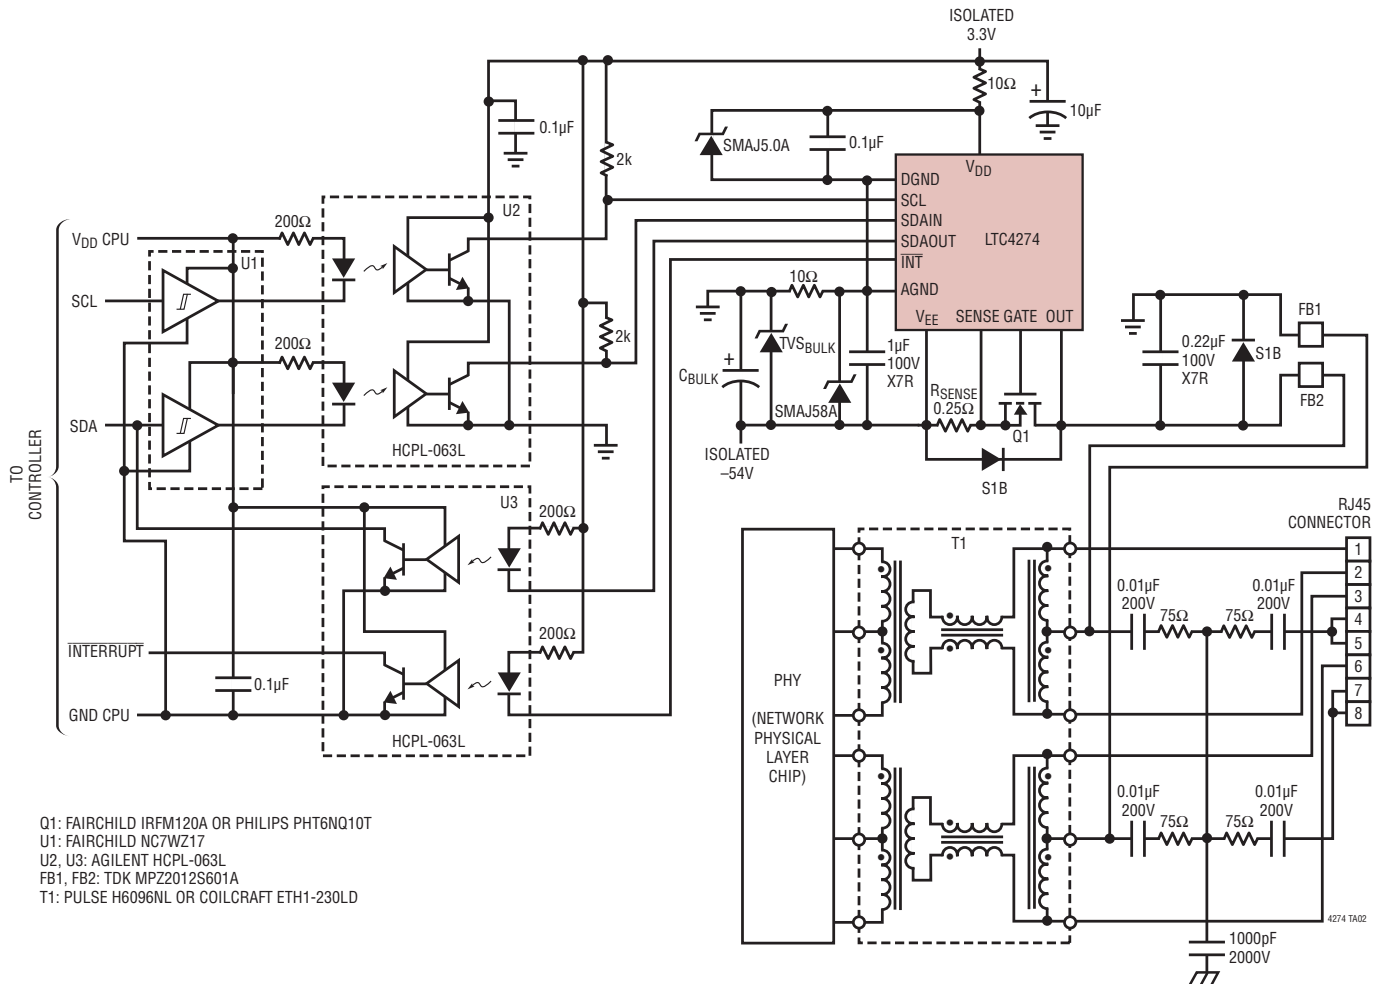 ISOLATED
3.3V
10Ω
+
10µF
0.1µF
2k
SMAJ5.0A
0.1µF
VDD
DGND
SCL
SDAIN
SDAOUT
INT
AGND
VEE
SENSE
GATE
OUT
LTC4274
VDD CPU
SCL
SDA
TO
CONTROLLER
INTERRUPT
GND CPU
U1
200Ω
200Ω
U2
HCPL-063L
2k
10Ω
+
CBULK
TVSBULK
SMAJ58A
1µF
100V
X7R
ISOLATED
–54V
RSENSE
0.25Ω
Q1
S1B
0.22µF
100V
X7R
S1B
FB1
FB2
U3
200Ω
200Ω
HCPL-063L
0.1µF
PHY
(NETWORK
PHYSICAL
LAYER
CHIP)
T1
RJ45
CONNECTOR
1
2
3
4
5
6
7
8
0.01µF
200V
75Ω
75Ω
0.01µF
200V
0.01µF
200V
75Ω
75Ω
0.01µF
200V
1000pF
2000V
4274 TA02
Q1: FAIRCHILD IRFM120A OR PHILIPS PHT6NQ10T
U1: FAIRCHILD NC7WZ17
U2, U3: AGILENT HCPL-063L
FB1, FB2: TDK MPZ2012S601A
T1: PULSE H6096NL OR COILCRAFT ETH1-230LD